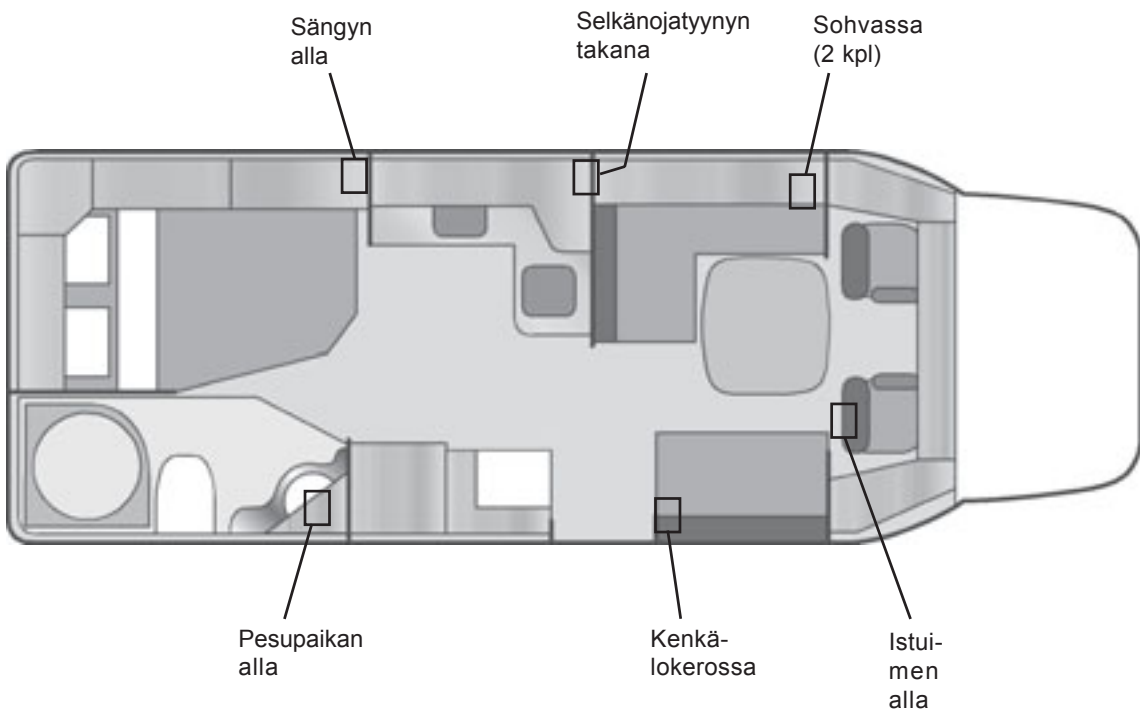 Sängyn
alla
Selkänojatyynyn
takana
Sohvassa
(2 kpl)
Pesupaikan
alla
Kenkä-
lokerossa
Istui-
men
alla